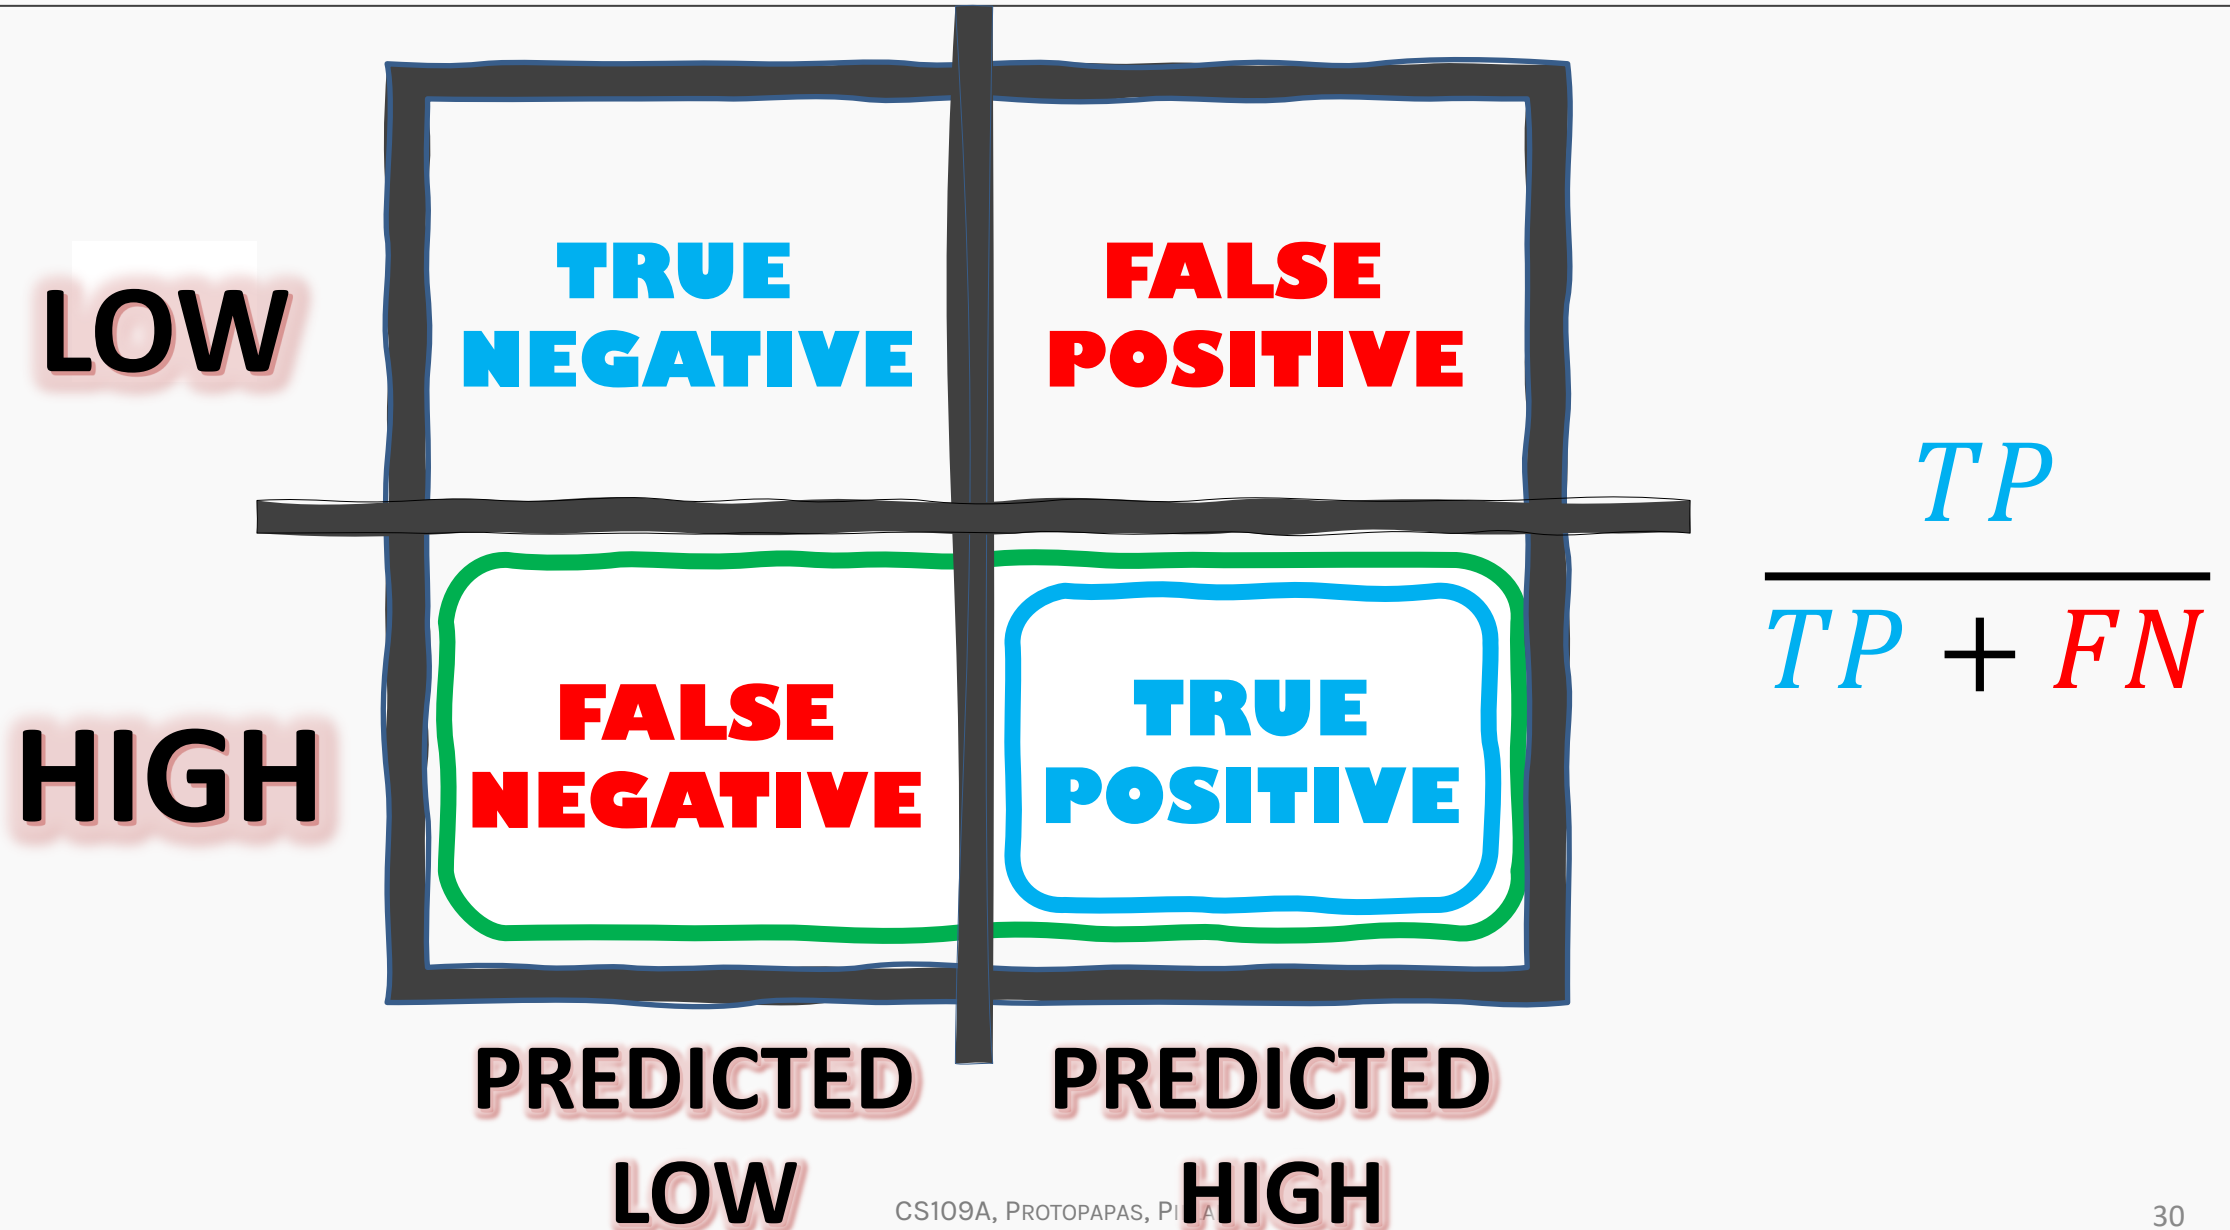 TRUE
NEGATIVE
FALSE
POSITIVE
LOW
TP
TP + FN
FALSE
NEGATIVE
TRUE
POSITIVE
HIGH
PREDICTED
LOW
PREDICTED
HIGH
CS109A, PROTOPAPAS,
30